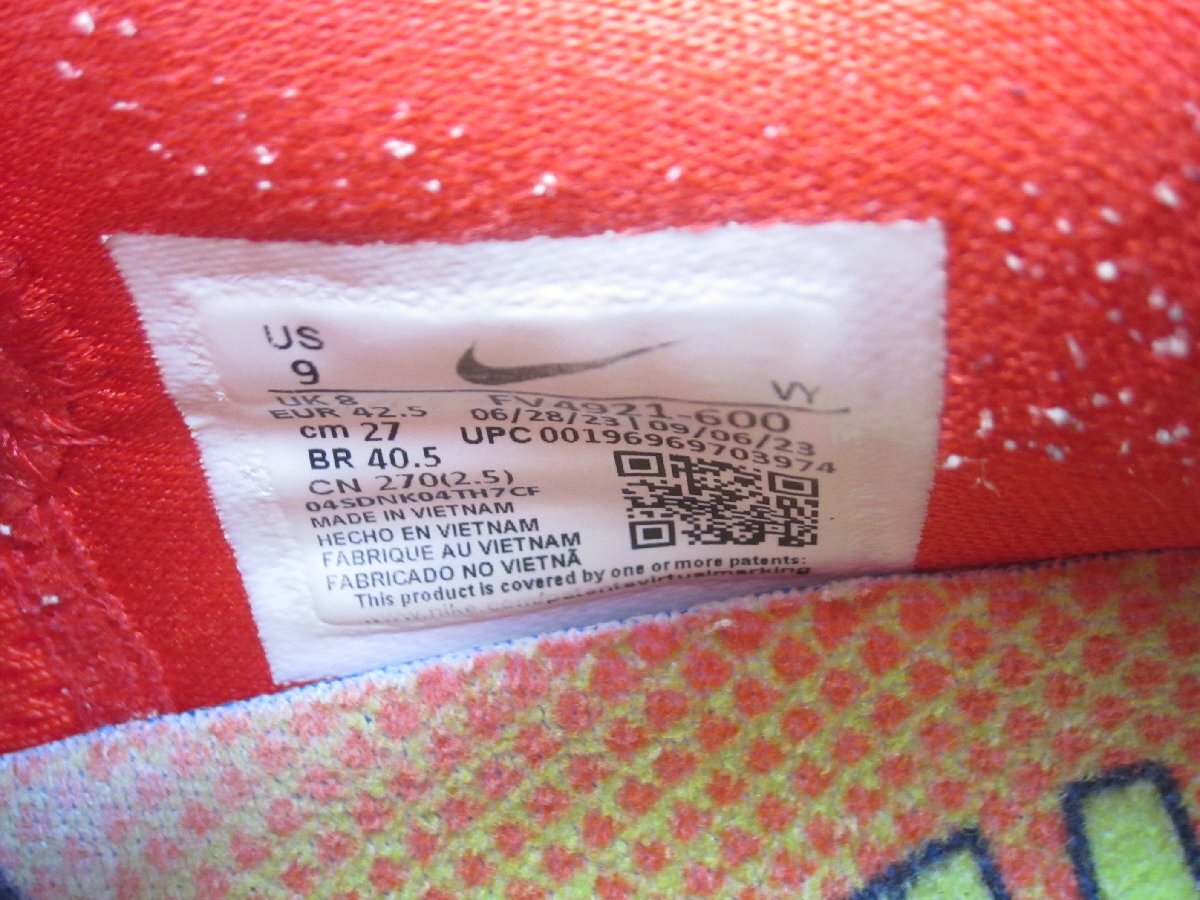 US
9
VY
UK 8
FV4921-600
EUR 42.5
06/28/23 | 09/06/23
cm 27
UPC 00196969703974
BR 40.5
CN 270(2.5)
04SDNK04TH7CF
MADE IN VIETNAM
HECHO EN VIETNAM
FABRIQUE AU VIETNAM
FABRICADO NO VIETNÃ
This product is covered by one or more patents: